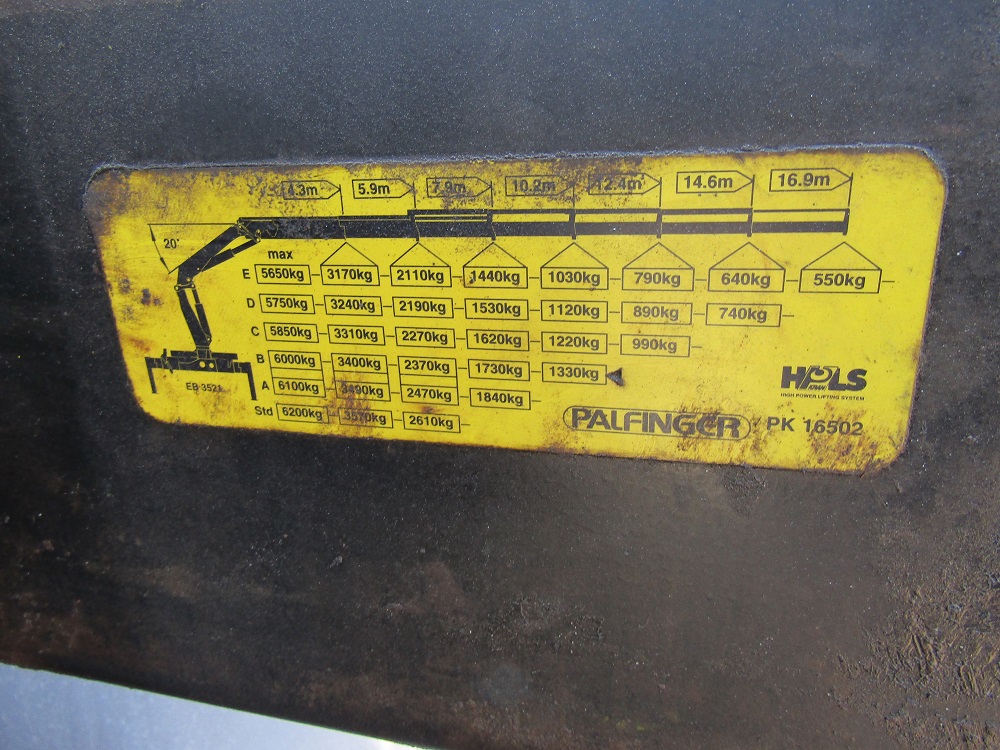 4.3m 5.9m 7.9m 10.2m 12.4m 14.6m 16.9m
20°
max
E 5650kg 3170kg 2110kg 1440kg 1030kg 790kg 640kg 550kg
D 5750kg 3240kg 2190kg 1530kg 1120kg 890kg 740kg
C 5850kg 3310kg 2270kg 1620kg 1220kg 990kg
B 6000kg 3400kg 2370kg 1730kg 1330kg
A 6100kg 3490kg 2470kg 1840kg
Std 6200kg 3570kg 2610kg
EB 3521
HPLS
HIGH POWER LIFTING SYSTEM
PALFINGER PK 16502